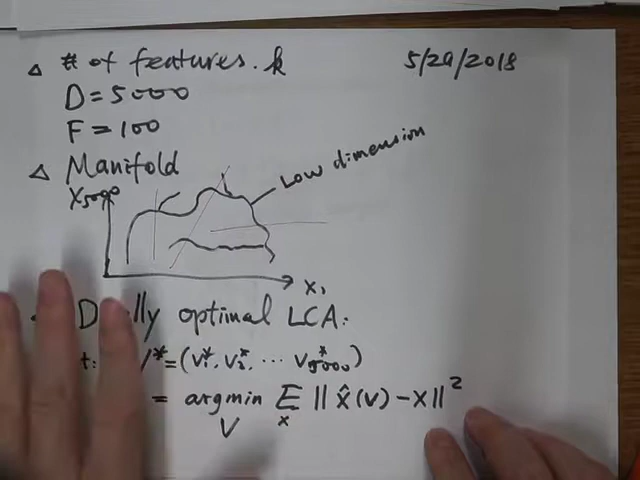 △ # of features. k
5/29/2018
D = 5000
F = 100
△ Manifold
Low dimension
X5000
X1
optimal LCA:
V* = (V1*, V2*, ... V5000*)
= argmin E || x̂(v) - x ||²
V x